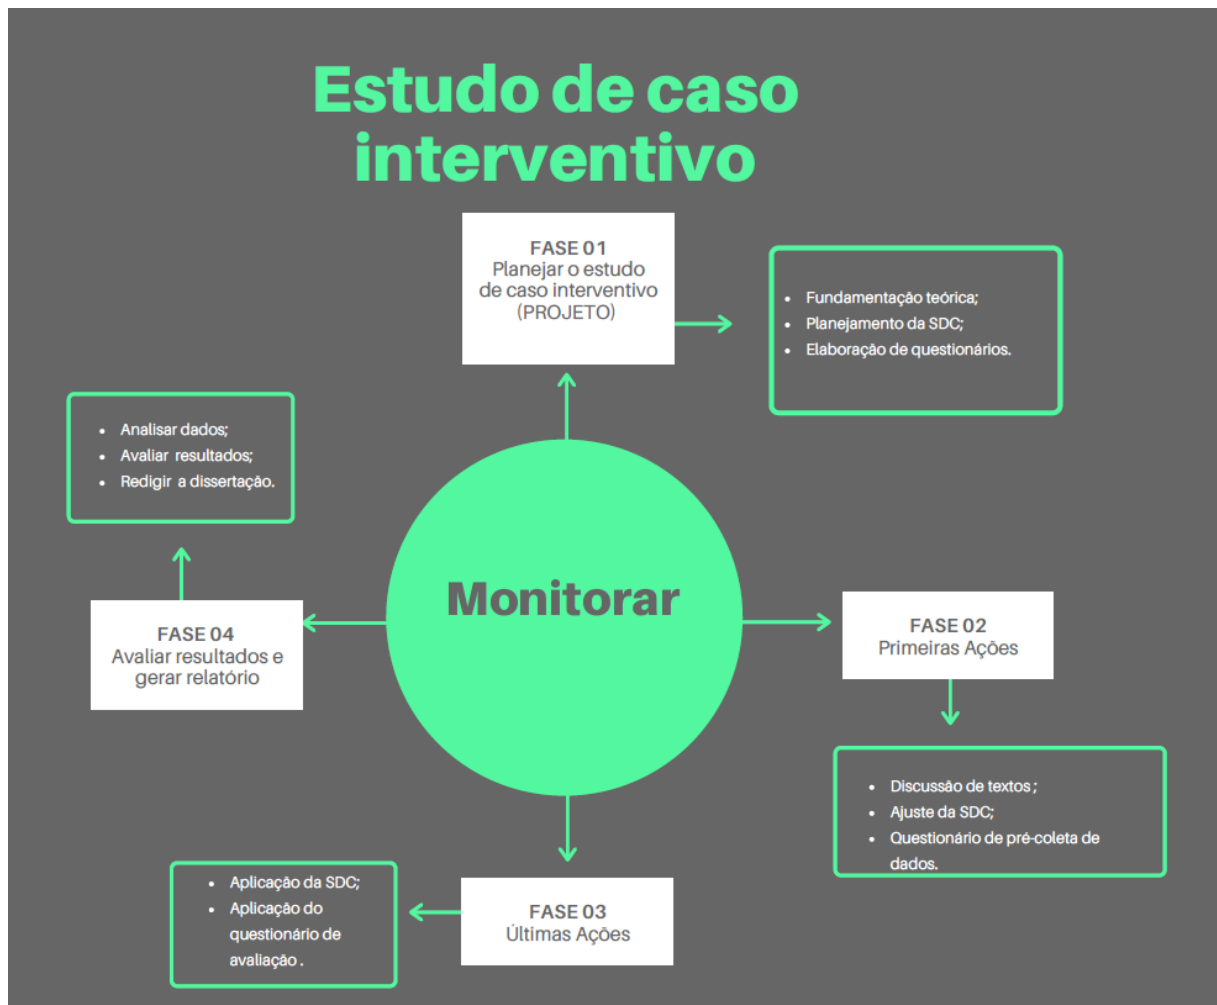 Estudo de caso
interventivo
FASE 01
Planejar o estudo
de caso interventivo
(PROJETO)
• Fundamentação teórica;
• Planejamento da SDC;
• Elaboração de questionários.
• Analisar dados;
• Avaliar resultados;
• Redigir a dissertação.
Monitorar
FASE 04
Avaliar resultados e
gerar relatório
FASE 02
Primeiras Ações
• Discussão de textos ;
• Ajuste da SDC;
• Questionário de pré-coleta de
dados.
• Aplicação da SDC;
• Aplicação do
questionário de
avaliação .
FASE 03
Últimas Ações